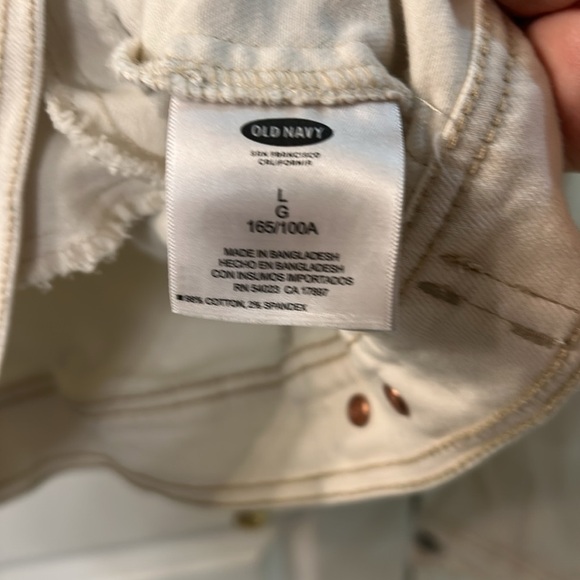 OLD NAVY
SAN FRANCISCO
CALIFORNIA
L
G
165/100A
MADE IN BANGLADESH
HECHO EN BANGLADESH
CON INSUMOS IMPORTADOS
RN 54023 CA 17897
98% COTTON, 2% SPANDEX